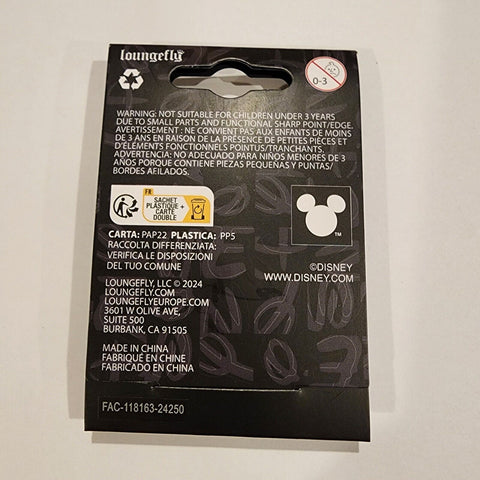 loungefly
0-3
WARNING: NOT SUITABLE FOR CHILDREN UNDER 3 YEARS
DUE TO SMALL PARTS AND FUNCTIONAL SHARP POINT/EDGE.
AVERTISSEMENT : NE CONVIENT PAS AUX ENFANTS DE MOINS
DE 3 ANS EN RAISON DE LA PRÉSENCE DE PETITES PIÈCES ET
D'ÉLÉMENTS FONCTIONNELS POINTUS/TRANCHANTS.
ADVERTENCIA: NO ADECUADO PARA NIÑOS MENORES DE 3
AÑOS PORQUE CONTIENE PIEZAS PEQUEÑAS Y PUNTAS/
BORDES AFILADOS.
FR
SACHET
PLASTIQUE +
CARTE
DOUBLE
CARTA: PAP22 PLASTICA: PP5
RACCOLTA DIFFERENZIATA:
VERIFICA LE DISPOSIZIONI
DEL TUO COMUNE
TM
©DISNEY
WWW.DISNEY.COM
LOUNGEFLY, LLC © 2024
LOUNGEFLY.COM
LOUNGEFLYEUROPE.COM
3601 W OLIVE AVE,
SUITE 500
BURBANK, CA 91505
MADE IN CHINA
FABRIQUÉ EN CHINE
FABRICADO EN CHINA
FAC-118163-24250